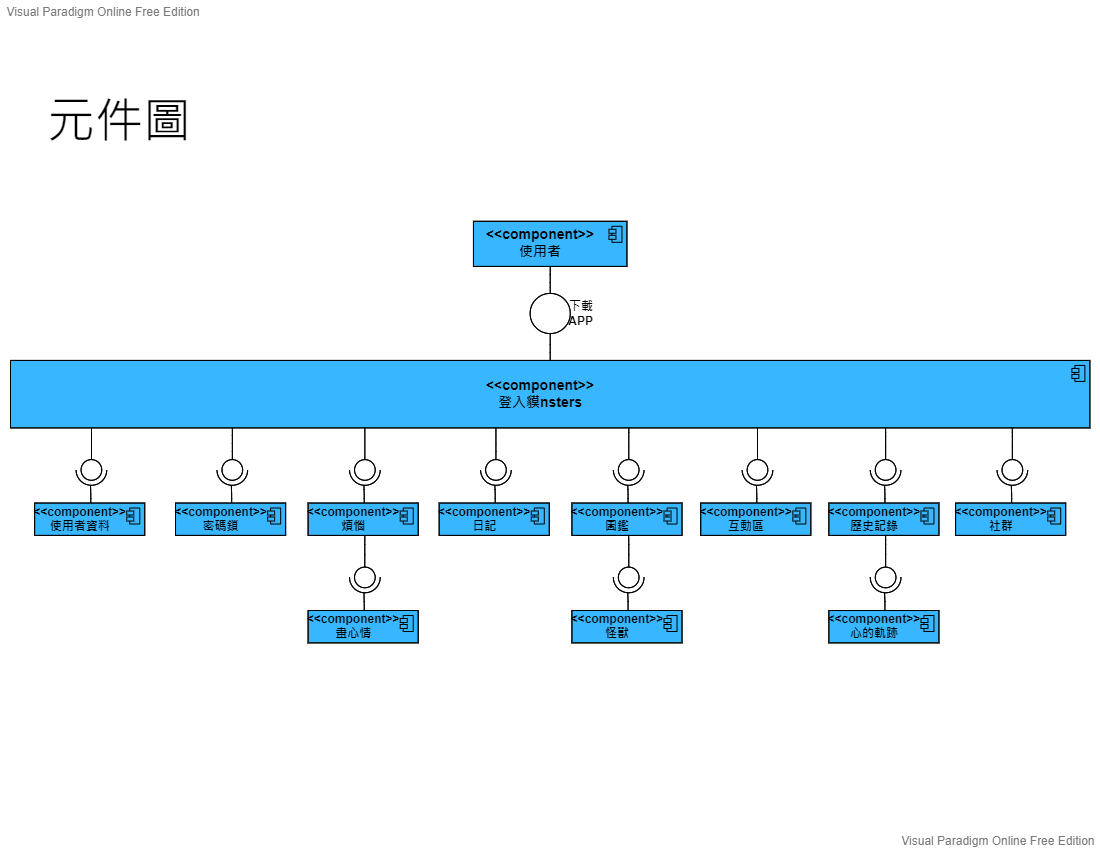 Visual Paradigm Online Free Edition
元件圖
<<component>>
使用者
下載
APP
<<component>>
登入貘nsters
<<component>>
使用者資料
<<component>>
密碼鎖
<<component>>
煩惱
<<component>>
日記
<<component>>
圖鑑
<<component>>
互動區
<<component>>
歷史記錄
<<component>>
社群
<<component>>
畫心情
<<component>>
怪獸
<<component>>
心的軌跡
Visual Paradigm Online Free Edition